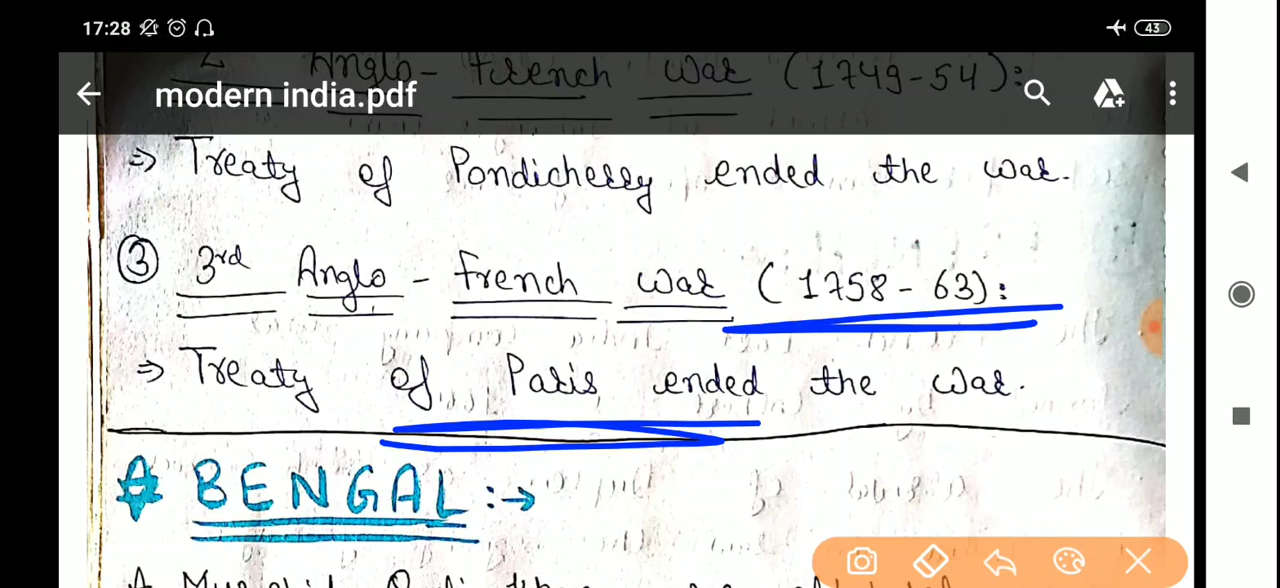 17:28
43
Anglo - French War (1749-54):
modern india.pdf
⇒ Treaty of Pondicherry ended the war.
③ 3rd Anglo - French War (1758-63):
⇒ Treaty of Paris ended the war.
BENGAL :→